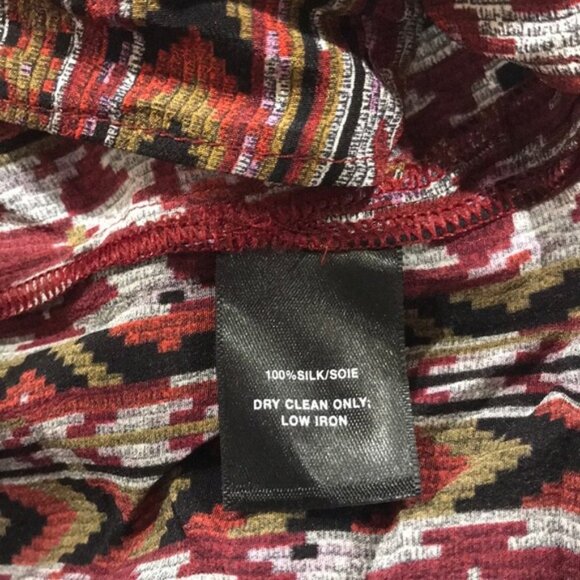 100%SILK/SOIE
DRY CLEAN ONLY;
LOW IRON